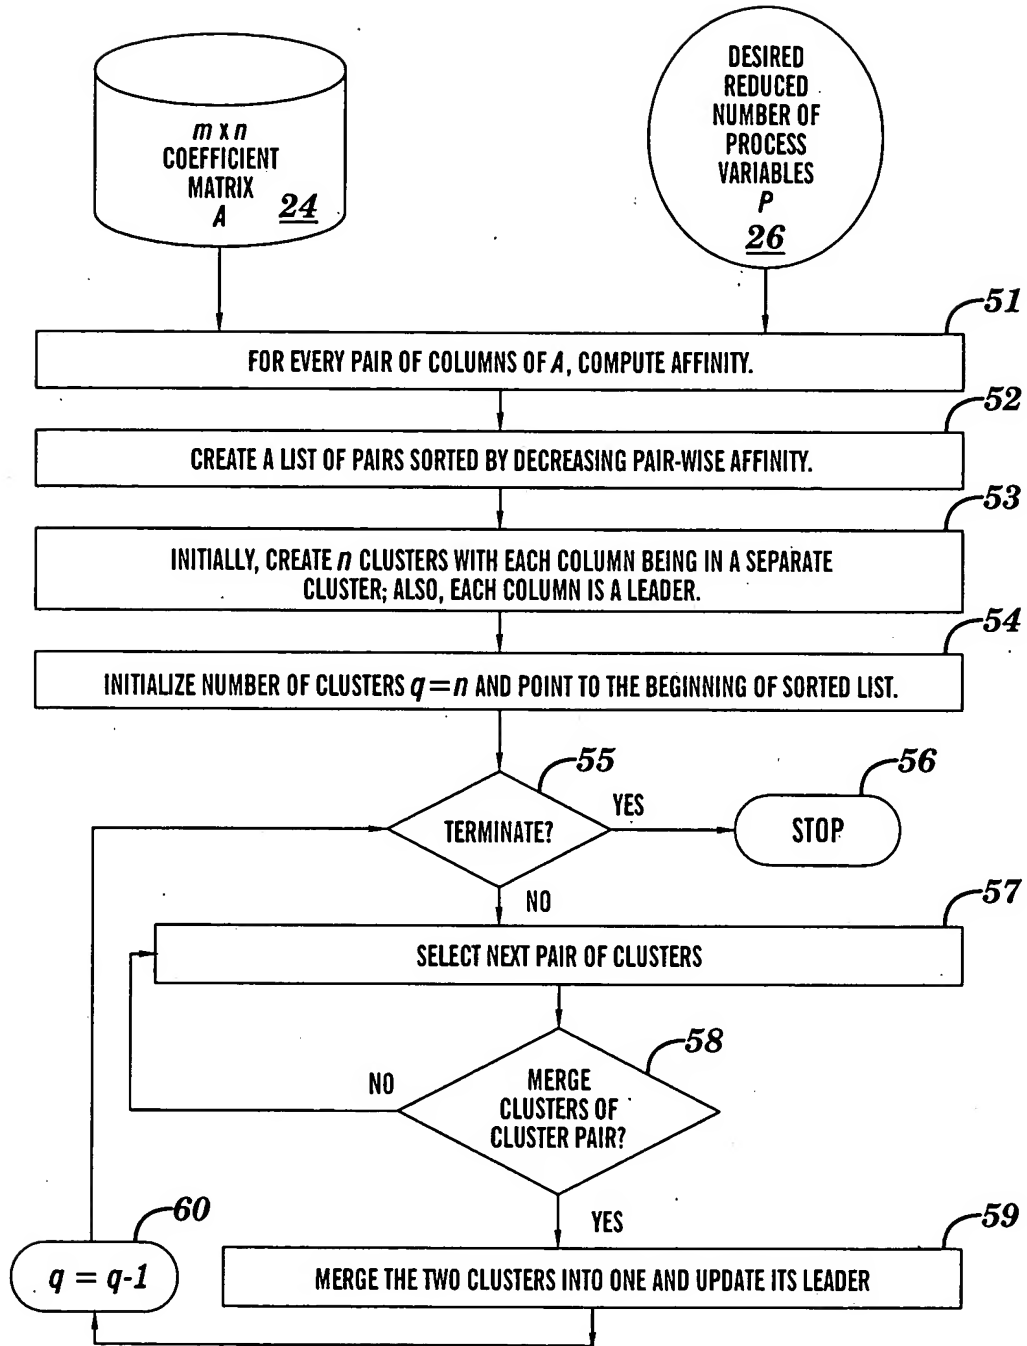 m x n
COEFFICIENT
MATRIX
A
24
DESIRED
REDUCED
NUMBER OF
PROCESS
VARIABLES
P
26
51
FOR EVERY PAIR OF COLUMNS OF A, COMPUTE AFFINITY.
52
CREATE A LIST OF PAIRS SORTED BY DECREASING PAIR-WISE AFFINITY.
53
INITIALLY, CREATE n CLUSTERS WITH EACH COLUMN BEING IN A SEPARATE
CLUSTER; ALSO, EACH COLUMN IS A LEADER.
54
INITIALIZE NUMBER OF CLUSTERS q=n AND POINT TO THE BEGINNING OF SORTED LIST.
55
TERMINATE?
YES
56
STOP
NO
57
SELECT NEXT PAIR OF CLUSTERS
58
MERGE
CLUSTERS OF
CLUSTER PAIR?
NO
YES
59
MERGE THE TWO CLUSTERS INTO ONE AND UPDATE ITS LEADER
60
q = q-1